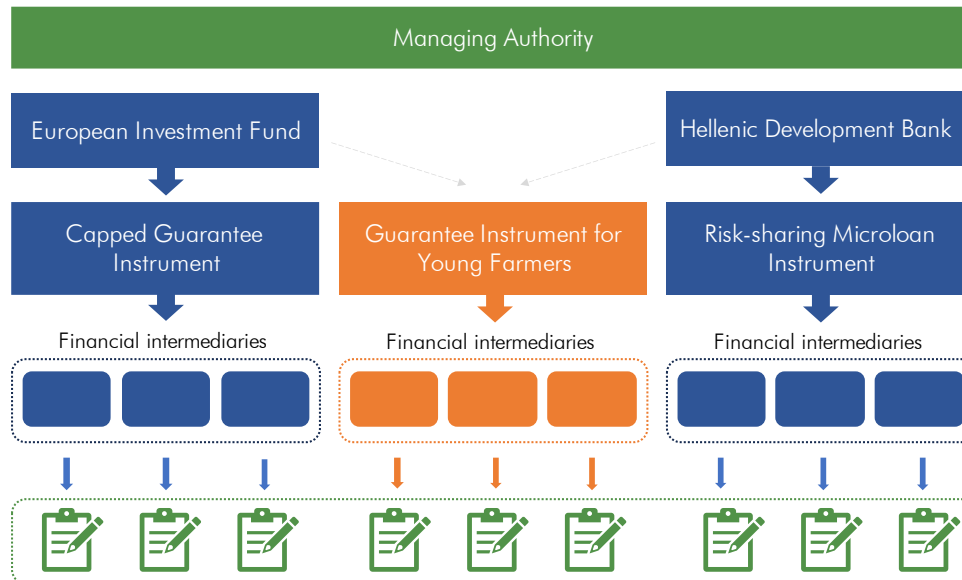 Managing Authority
European Investment Fund
Hellenic Development Bank
Capped Guarantee
Instrument
Guarantee Instrument for
Young Farmers
Risk-sharing Microloan
Instrument
Financial intermediaries
Financial intermediaries
Financial intermediaries